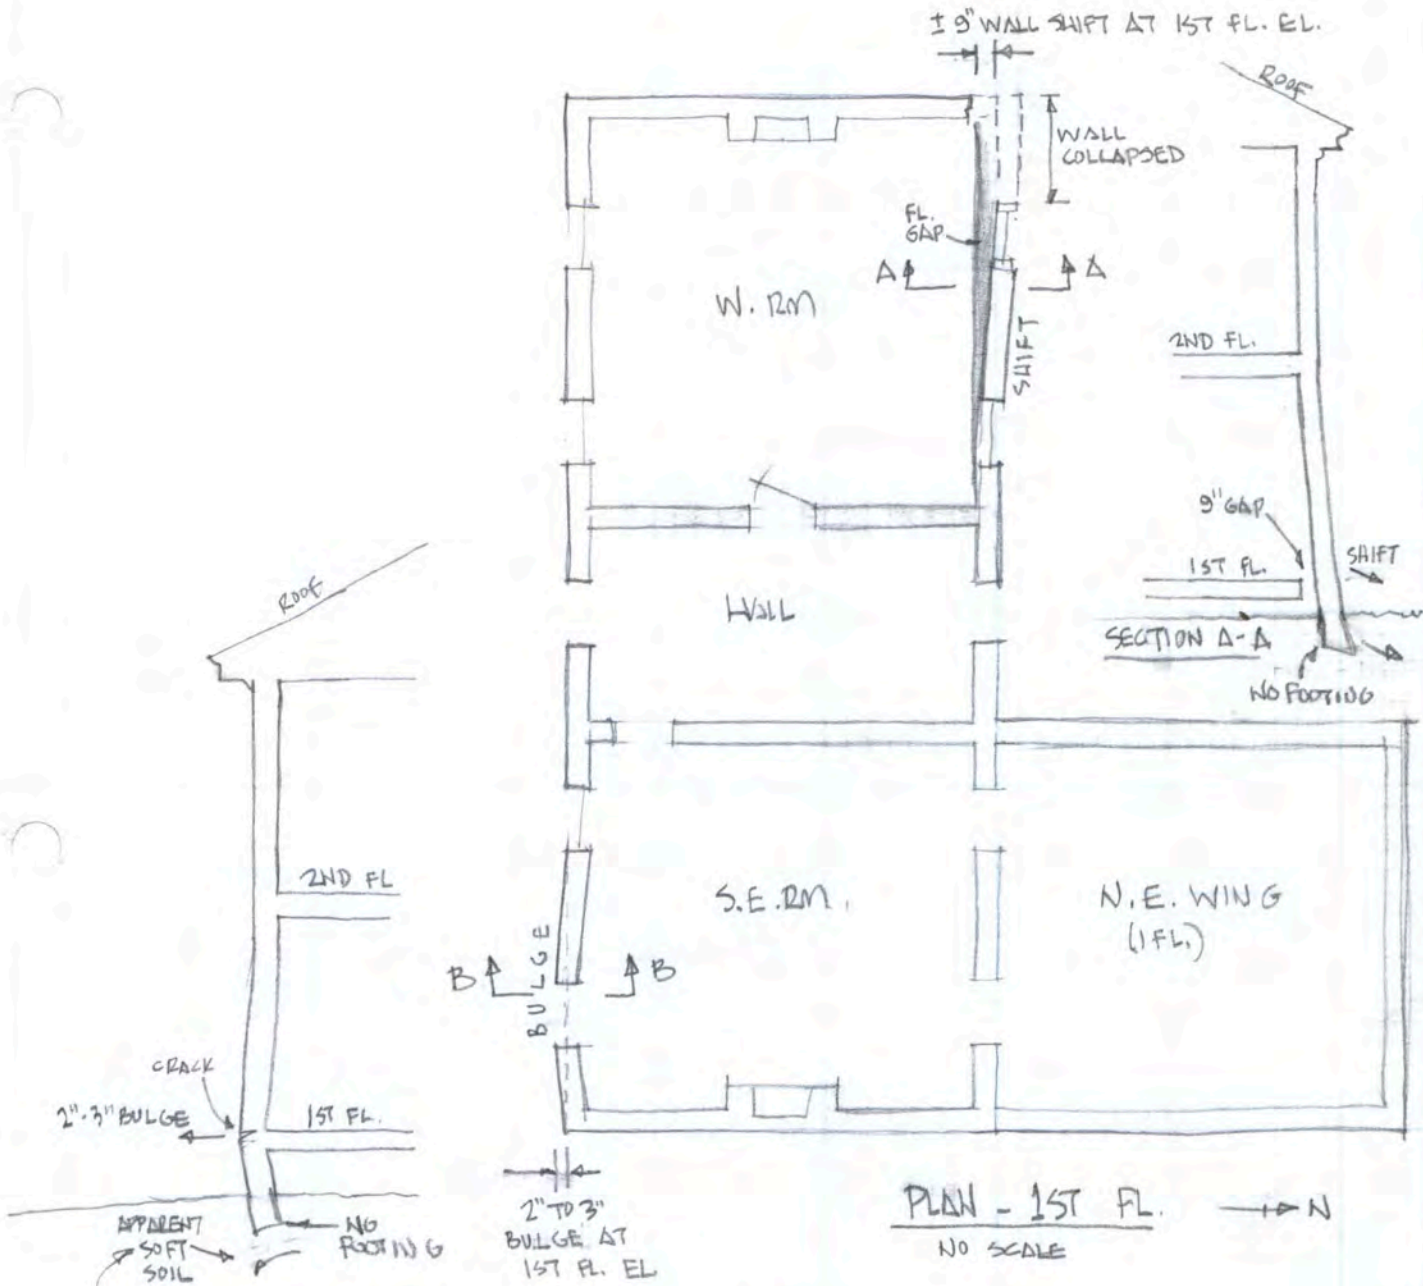 ± 9" WALL SHIFT AT 1ST FL. EL.
ROOF
WALL
COLLAPSED
FL.
GAP
A
A
W. RM
SHIFT
2ND FL.
9" GAP
SHIFT
1ST FL.
SECTION A-A
NO FOOTING
HALL
ROOF
2ND FL
S.E. RM.
N.E. WING
(1 FL.)
B
B
BULGE
CRACK
2"-3" BULGE
1ST FL.
APPARENT
SOFT
SOIL
NO
FOOTING
2" TO 3"
BULGE AT
1ST FL. EL
PLAN - 1ST FL.
N
NO SCALE